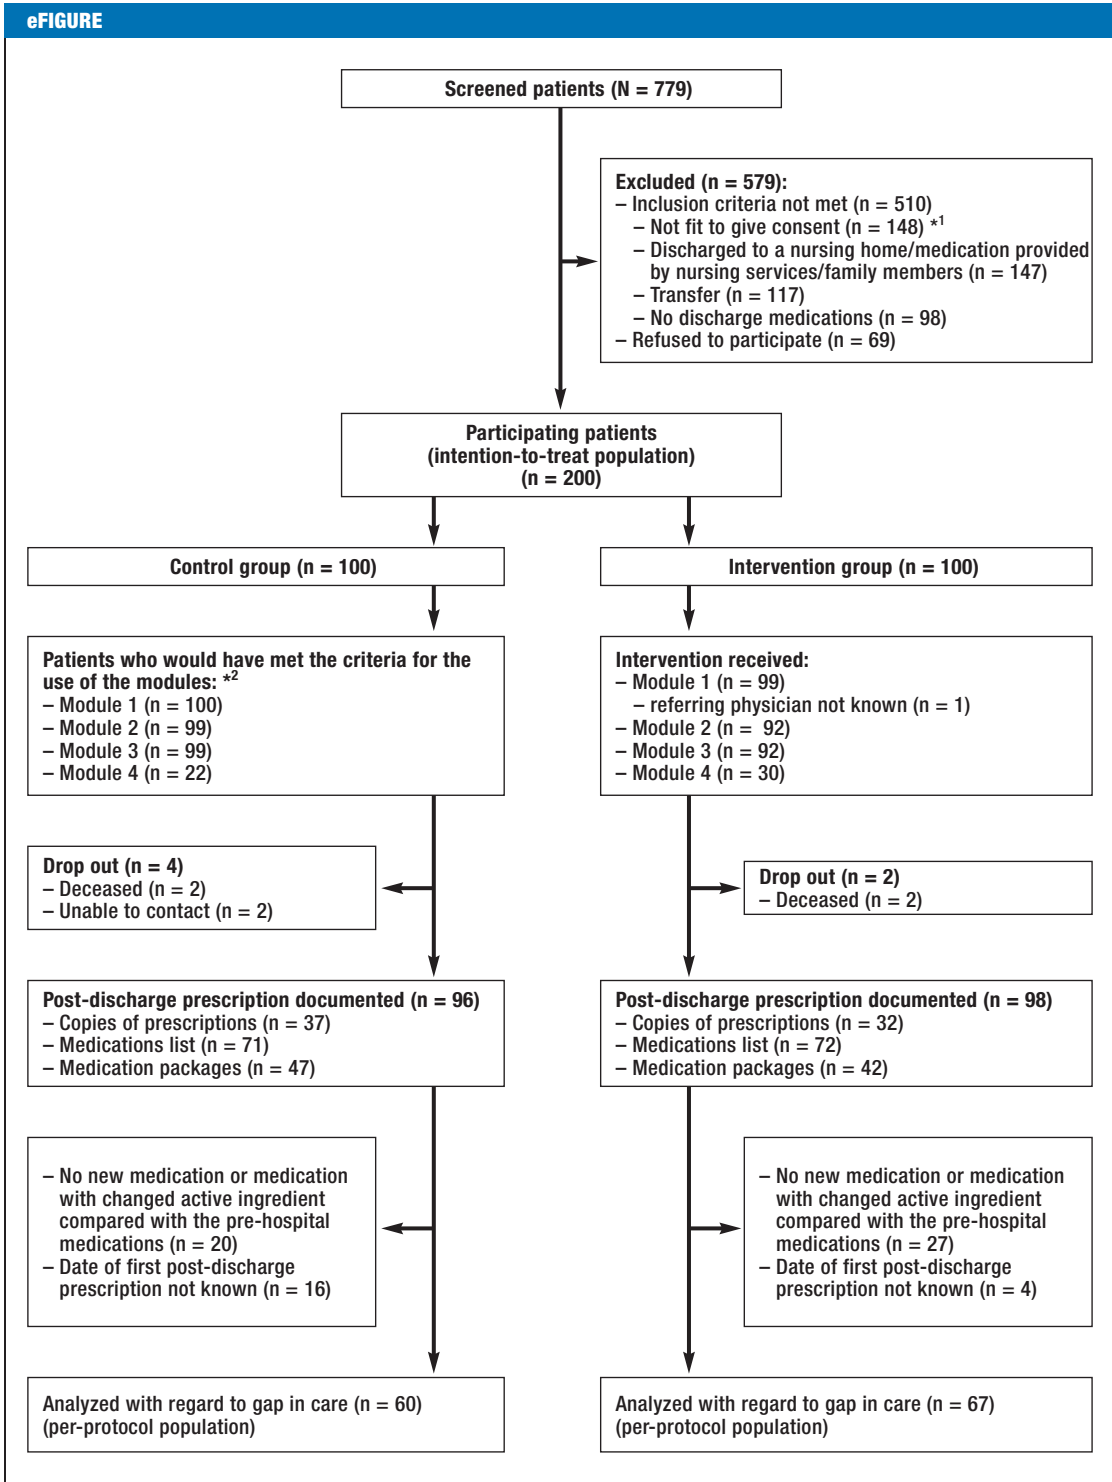 eFIGURE
Screened patients (N = 779)
Excluded (n = 579):
– Inclusion criteria not met (n = 510)
– Not fit to give consent (n = 148) *1
– Discharged to a nursing home/medication provided
by nursing services/family members (n = 147)
– Transfer (n = 117)
– No discharge medications (n = 98)
– Refused to participate (n = 69)
Participating patients
(intention-to-treat population)
(n = 200)
Control group (n = 100)
Intervention group (n = 100)
Patients who would have met the criteria for the
use of the modules: *2
– Module 1 (n = 100)
– Module 2 (n = 99)
– Module 3 (n = 99)
– Module 4 (n = 22)
Intervention received:
– Module 1 (n = 99)
– referring physician not known (n = 1)
– Module 2 (n = 92)
– Module 3 (n = 92)
– Module 4 (n = 30)
Drop out (n = 4)
– Deceased (n = 2)
– Unable to contact (n = 2)
Drop out (n = 2)
– Deceased (n = 2)
Post-discharge prescription documented (n = 96)
– Copies of prescriptions (n = 37)
– Medications list (n = 71)
– Medication packages (n = 47)
Post-discharge prescription documented (n = 98)
– Copies of prescriptions (n = 32)
– Medications list (n = 72)
– Medication packages (n = 42)
– No new medication or medication
with changed active ingredient
compared with the pre-hospital
medications (n = 20)
– Date of first post-discharge
prescription not known (n = 16)
– No new medication or medication
with changed active ingredient
compared with the pre-hospital
medications (n = 27)
– Date of first post-discharge
prescription not known (n = 4)
Analyzed with regard to gap in care (n = 60)
(per-protocol population)
Analyzed with regard to gap in care (n = 67)
(per-protocol population)